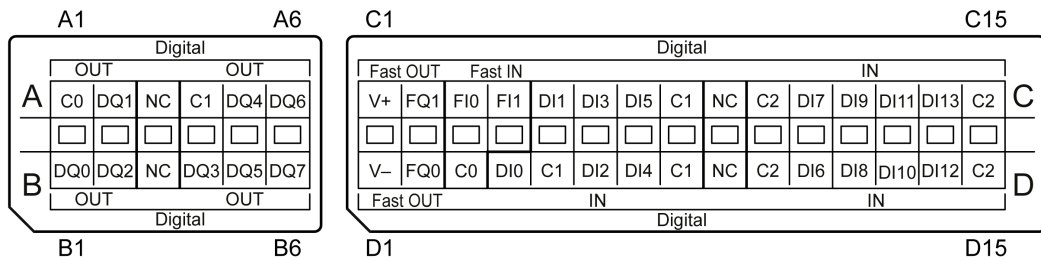 A1 A6 C1 C15
Digital Digital
OUT OUT Fast OUT Fast IN IN
A C0 DQ1 NC C1 DQ4 DQ6 V+ FQ1 FI0 FI1 DI1 DI3 DI5 C1 NC C2 DI7 DI9 DI11 DI13 C2 C
B DQ0 DQ2 NC DQ3 DQ5 DQ7 V– FQ0 C0 DI0 C1 DI2 DI4 C1 NC C2 DI6 DI8 DI10 DI12 C2 D
OUT OUT Fast OUT IN IN
Digital Digital
B1 B6 D1 D15